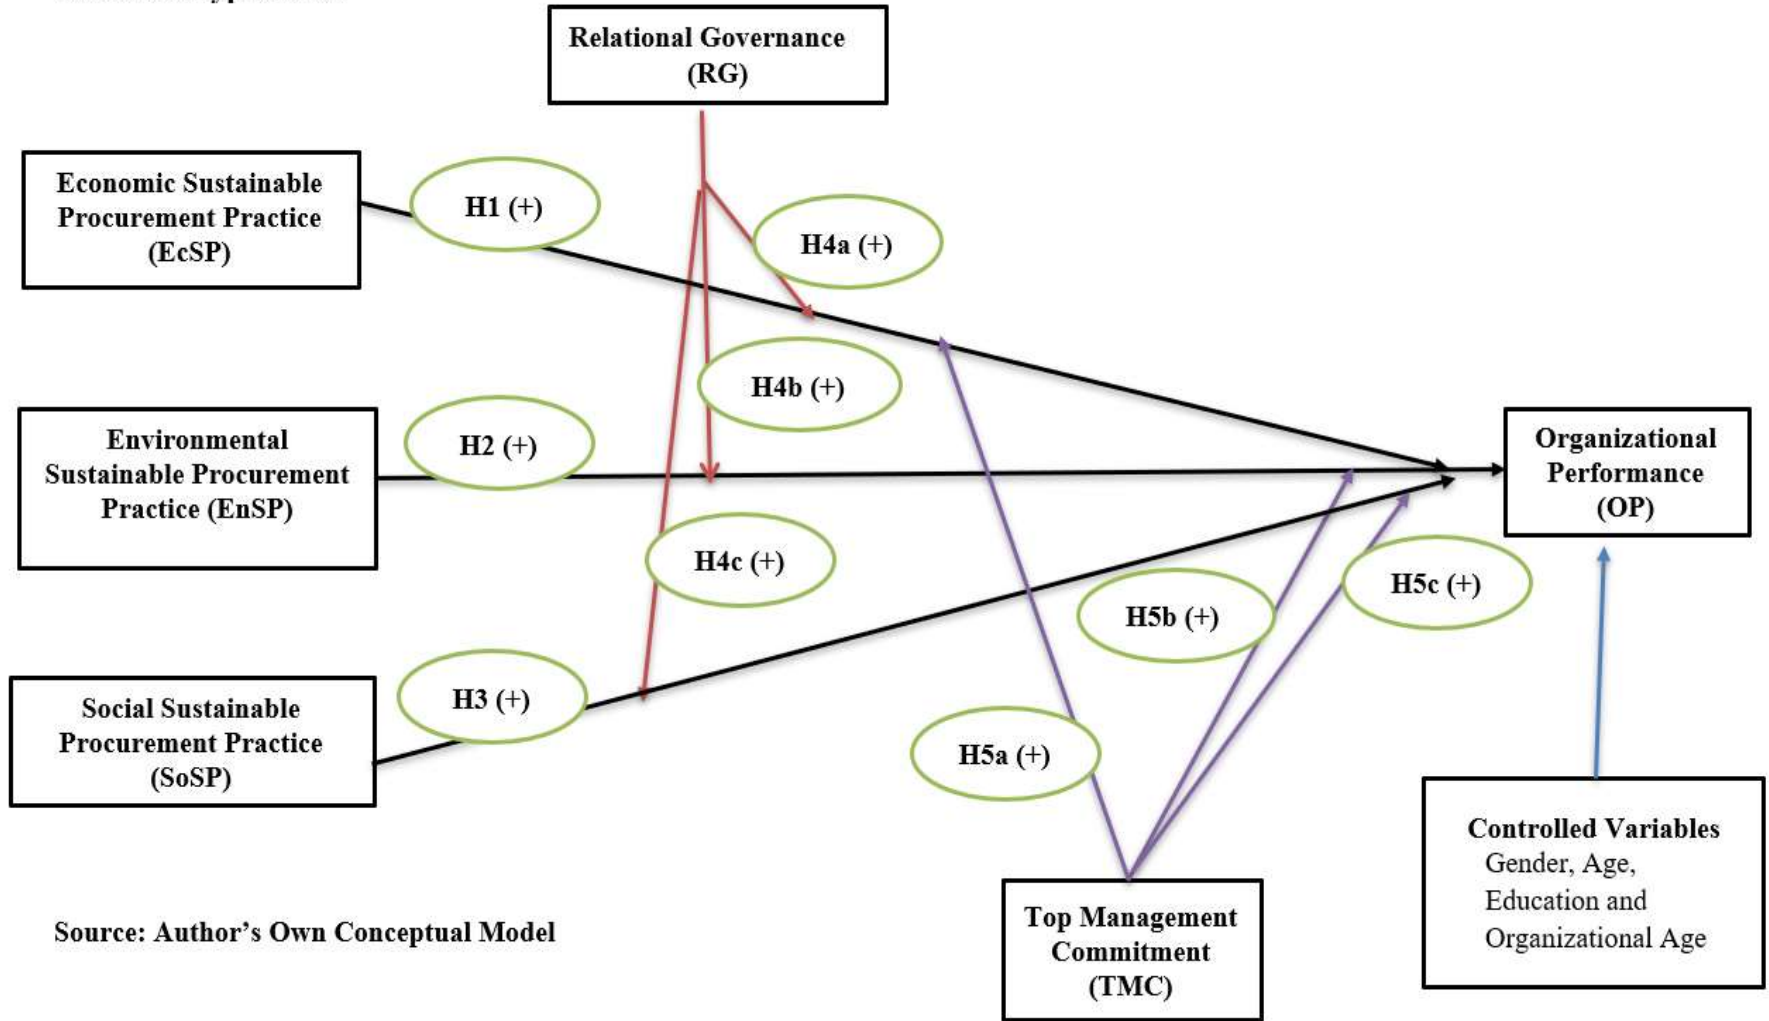 Relational Governance
(RG)
Economic Sustainable
Procurement Practice
(EcSP)
H1 (+)
H4a (+)
H4b (+)
Environmental
Sustainable Procurement
Practice (EnSP)
H2 (+)
Organizational
Performance
(OP)
H4c (+)
H5b (+)
H5c (+)
Social Sustainable
Procurement Practice
(SoSP)
H3 (+)
H5a (+)
Controlled Variables
Gender, Age,
Education and
Organizational Age
Top Management
Commitment
(TMC)
Source: Author’s Own Conceptual Model